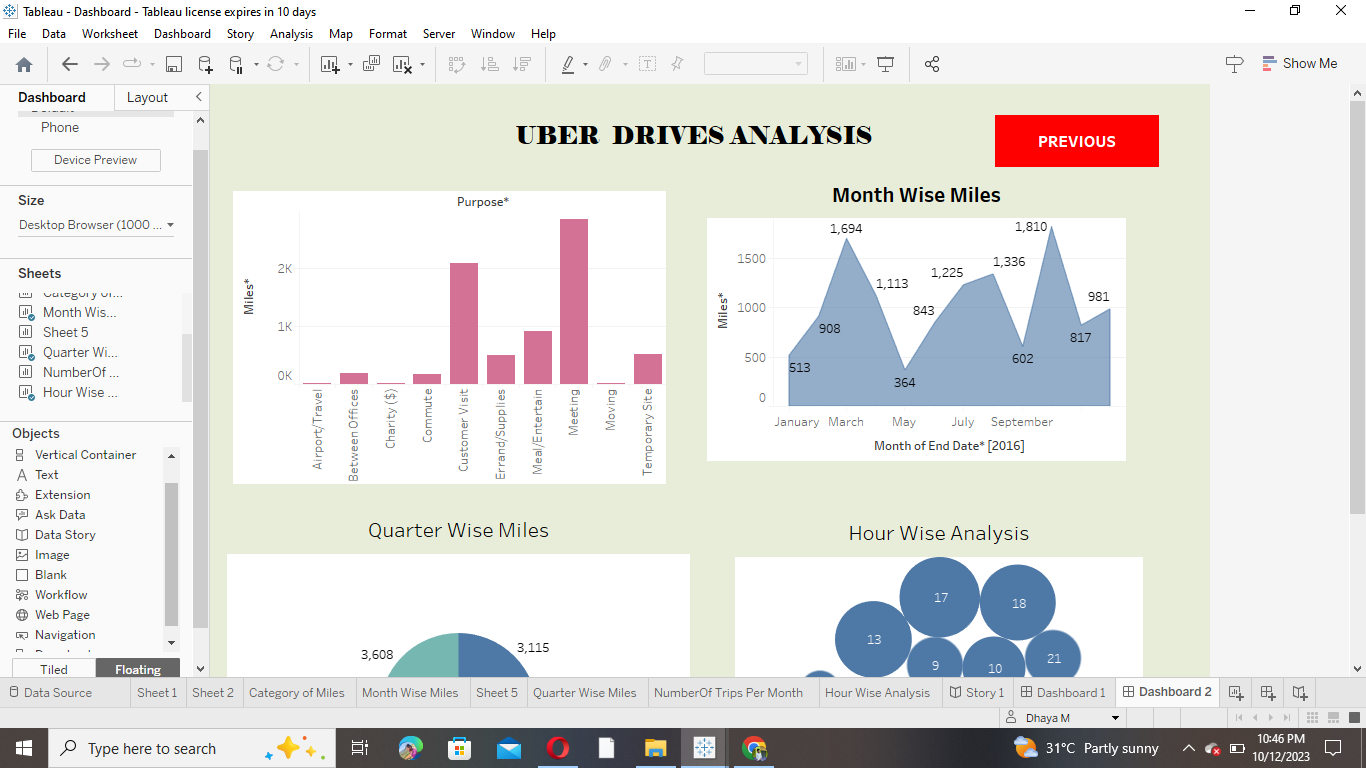 Tableau - Dashboard - Tableau license expires in 10 days
File Data Worksheet Dashboard Story Analysis Map Format Server Window Help
Show Me
Dashboard Layout
Phone
Device Preview
Size
Desktop Browser (1000 ...
Sheets
Category of...
Month Wis...
Sheet 5
Quarter Wi...
NumberOf ...
Hour Wise ...
Objects
Vertical Container
Text
Extension
Ask Data
Data Story
Image
Blank
Workflow
Web Page
Navigation
Tiled Floating
UBER DRIVES ANALYSIS
PREVIOUS
Purpose*
Miles*
2K
1K
0K
Airport/Travel
Between Offices
Charity ($)
Commute
Customer Visit
Errand/Supplies
Meal/Entertain
Meeting
Moving
Temporary Site
Month Wise Miles
Miles*
1500
1000
500
0
513
908
1,694
1,113
364
843
1,225
1,336
602
1,810
817
981
January March May July September
Month of End Date* [2016]
Quarter Wise Miles
3,608
3,115
Hour Wise Analysis
17
18
13
9
10
21
Data Source Sheet 1 Sheet 2 Category of Miles Month Wise Miles Sheet 5 Quarter Wise Miles NumberOf Trips Per Month Hour Wise Analysis Story 1 Dashboard 1 Dashboard 2
Dhaya M
Type here to search
31°C Partly sunny
10:46 PM
10/12/2023